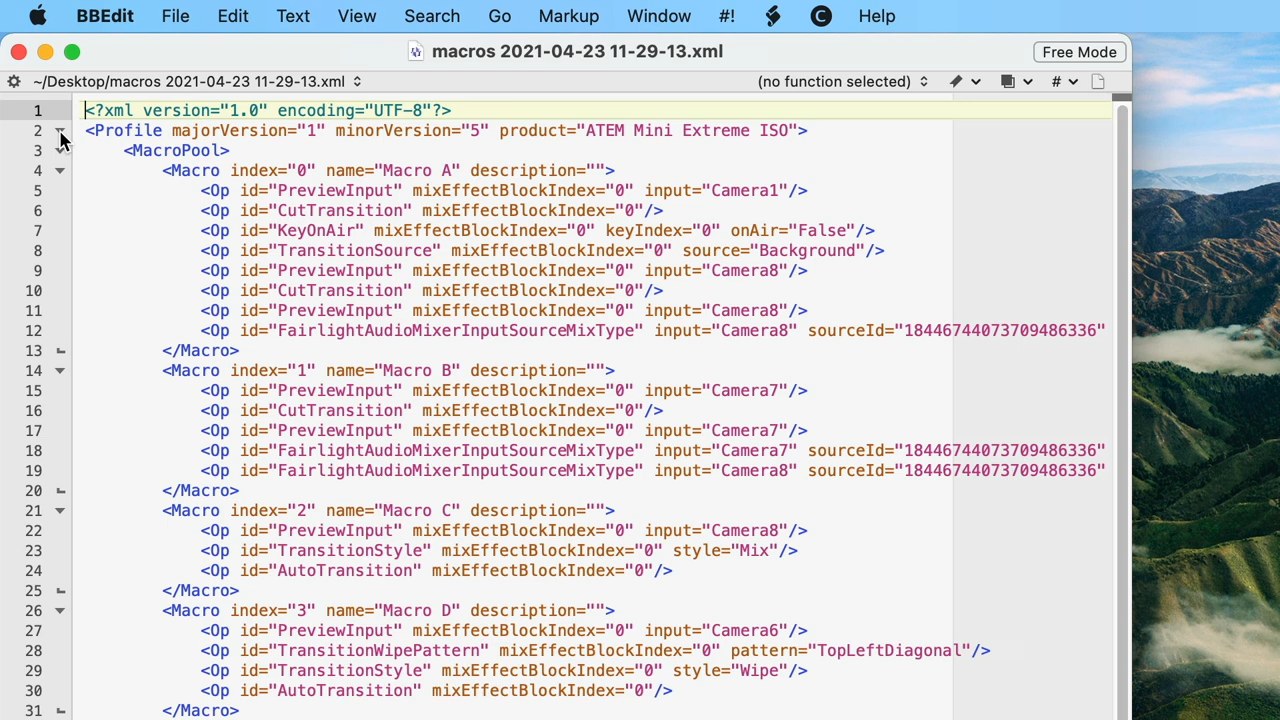 BBEdit File Edit Text View Search Go Markup Window #! C Help
macros 2021-04-23 11-29-13.xml Free Mode
~/Desktop/macros 2021-04-23 11-29-13.xml (no function selected) #
1 <?xml version="1.0" encoding="UTF-8"?>
2 <Profile majorVersion="1" minorVersion="5" product="ATEM Mini Extreme ISO">
3 <MacroPool>
4 <Macro index="0" name="Macro A" description="">
5 <Op id="PreviewInput" mixEffectBlockIndex="0" input="Camera1"/>
6 <Op id="CutTransition" mixEffectBlockIndex="0"/>
7 <Op id="KeyOnAir" mixEffectBlockIndex="0" keyIndex="0" onAir="False"/>
8 <Op id="TransitionSource" mixEffectBlockIndex="0" source="Background"/>
9 <Op id="PreviewInput" mixEffectBlockIndex="0" input="Camera8"/>
10 <Op id="CutTransition" mixEffectBlockIndex="0"/>
11 <Op id="PreviewInput" mixEffectBlockIndex="0" input="Camera8"/>
12 <Op id="FairlightAudioMixerInputSourceMixType" input="Camera8" sourceId="18446744073709486336"
13 </Macro>
14 <Macro index="1" name="Macro B" description="">
15 <Op id="PreviewInput" mixEffectBlockIndex="0" input="Camera7"/>
16 <Op id="CutTransition" mixEffectBlockIndex="0"/>
17 <Op id="PreviewInput" mixEffectBlockIndex="0" input="Camera7"/>
18 <Op id="FairlightAudioMixerInputSourceMixType" input="Camera7" sourceId="18446744073709486336"
19 <Op id="FairlightAudioMixerInputSourceMixType" input="Camera8" sourceId="18446744073709486336"
20 </Macro>
21 <Macro index="2" name="Macro C" description="">
22 <Op id="PreviewInput" mixEffectBlockIndex="0" input="Camera8"/>
23 <Op id="TransitionStyle" mixEffectBlockIndex="0" style="Mix"/>
24 <Op id="AutoTransition" mixEffectBlockIndex="0"/>
25 </Macro>
26 <Macro index="3" name="Macro D" description="">
27 <Op id="PreviewInput" mixEffectBlockIndex="0" input="Camera6"/>
28 <Op id="TransitionWipePattern" mixEffectBlockIndex="0" pattern="TopLeftDiagonal"/>
29 <Op id="TransitionStyle" mixEffectBlockIndex="0" style="Wipe"/>
30 <Op id="AutoTransition" mixEffectBlockIndex="0"/>
31 </Macro>